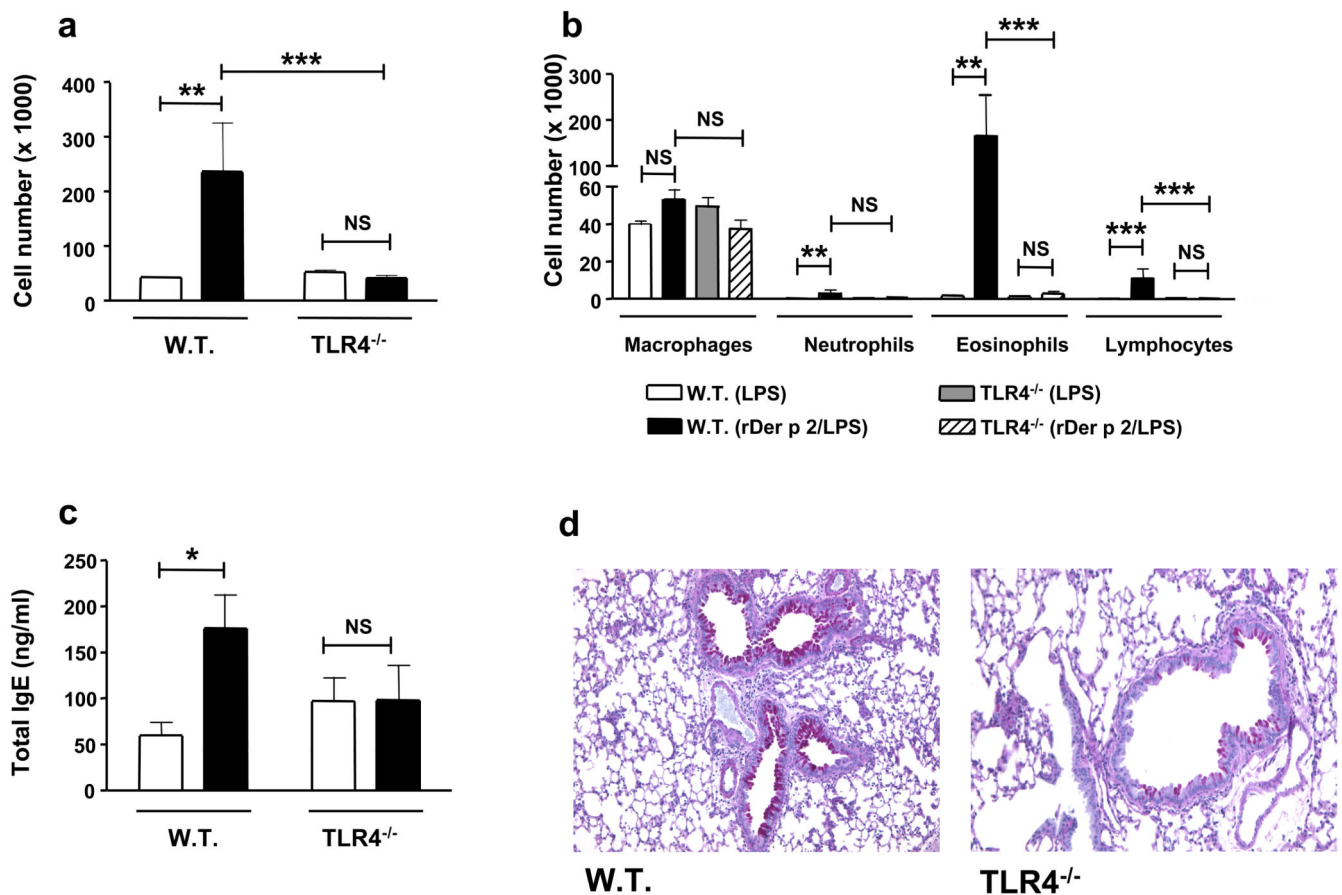 a
Cell number (x 1000)
400
300
200
100
0
**
***
NS
W.T.
TLR4-/-
b
Cell number (x 1000)
300
200
100
60
40
20
0
NS
NS
**
NS
**
***
NS
***
***
NS
Macrophages
Neutrophils
Eosinophils
Lymphocytes
W.T. (LPS)
TLR4-/- (LPS)
W.T. (rDer p 2/LPS)
TLR4-/- (rDer p 2/LPS)
c
Total IgE (ng/ml)
250
200
150
100
50
0
*
NS
W.T.
TLR4-/-
d
W.T.
TLR4-/-